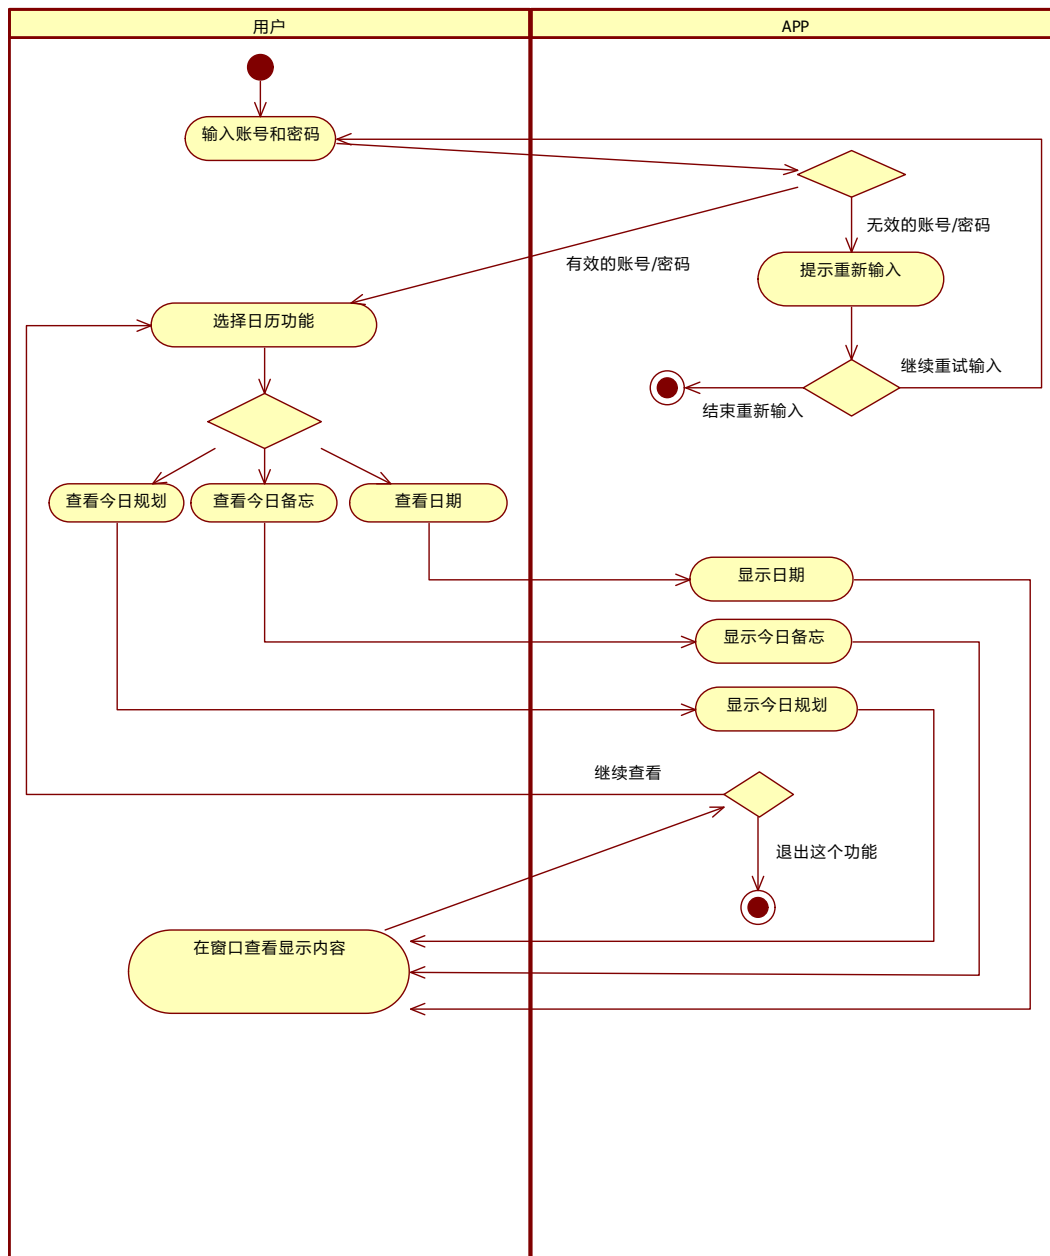 用户
APP
输入账号和密码
无效的账号/密码
有效的账号/密码
提示重新输入
选择日历功能
继续重试输入
结束重新输入
查看今日规划
查看今日备忘
查看日期
显示日期
显示今日备忘
显示今日规划
继续查看
退出这个功能
在窗口查看显示内容